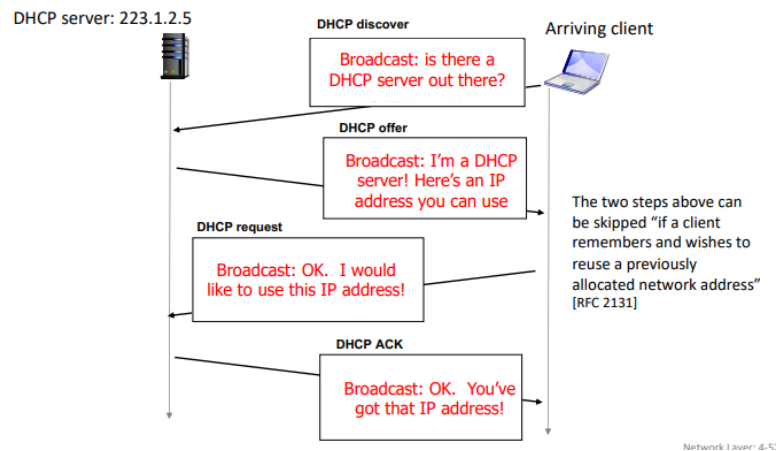 DHCP server: 223.1.2.5
DHCP discover
Arriving client
Broadcast: is there a
DHCP server out there?
DHCP offer
Broadcast: I'm a DHCP
server! Here's an IP
address you can use
The two steps above can
be skipped “if a client
remembers and wishes to
reuse a previously
allocated network address”
[RFC 2131]
DHCP request
Broadcast: OK. I would
like to use this IP address!
DHCP ACK
Broadcast: OK. You've
got that IP address!
Network Layer: